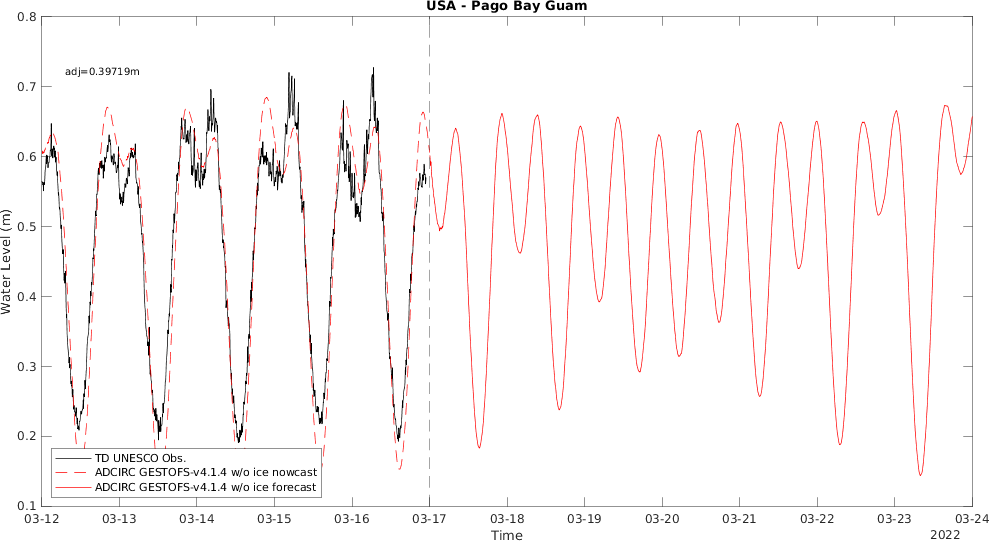 USA - Pago Bay Guam
adj=0.39719m
0.8
0.7
0.6
0.5
0.4
0.3
0.2
0.1
Water Level (m)
TD UNESCO Obs.
ADCIRC GESTOFS-v4.1.4 w/o ice nowcast
ADCIRC GESTOFS-v4.1.4 w/o ice forecast
03-12 03-13 03-14 03-15 03-16 03-17 03-18 03-19 03-20 03-21 03-22 03-23 03-24
Time
2022